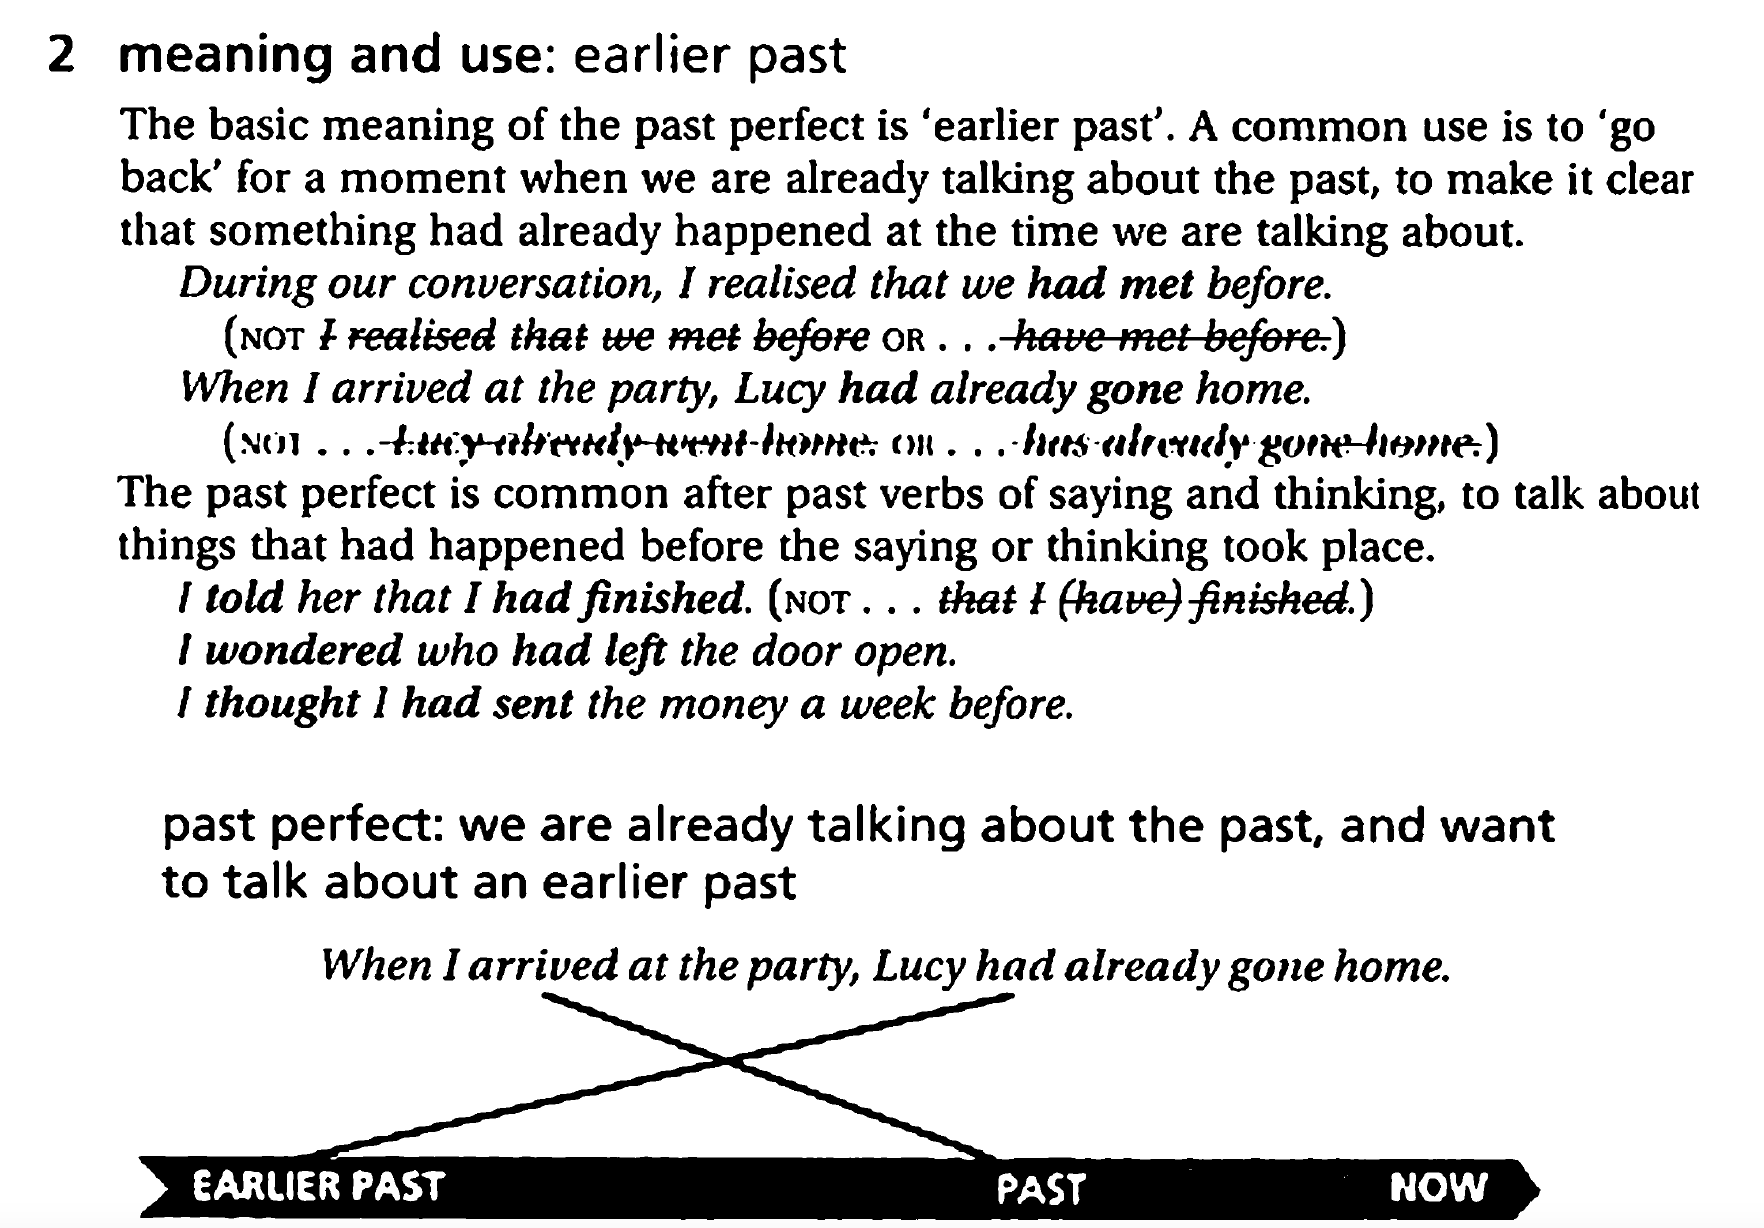 2 meaning and use: earlier past
The basic meaning of the past perfect is ‘earlier past’. A common use is to ‘go
back’ for a moment when we are already talking about the past, to make it clear
that something had already happened at the time we are talking about.
During our conversation, I realised that we had met before.
(NOT I realised that we met before OR . . . have met before.)
When I arrived at the party, Lucy had already gone home.
(NOT . . . Lucy already went home. OR . . . has already gone home.)
The past perfect is common after past verbs of saying and thinking, to talk about
things that had happened before the saying or thinking took place.
I told her that I had finished. (NOT . . . that I (have) finished.)
I wondered who had left the door open.
I thought I had sent the money a week before.
past perfect: we are already talking about the past, and want
to talk about an earlier past
When I arrived at the party, Lucy had already gone home.
EARLIER PAST PAST NOW